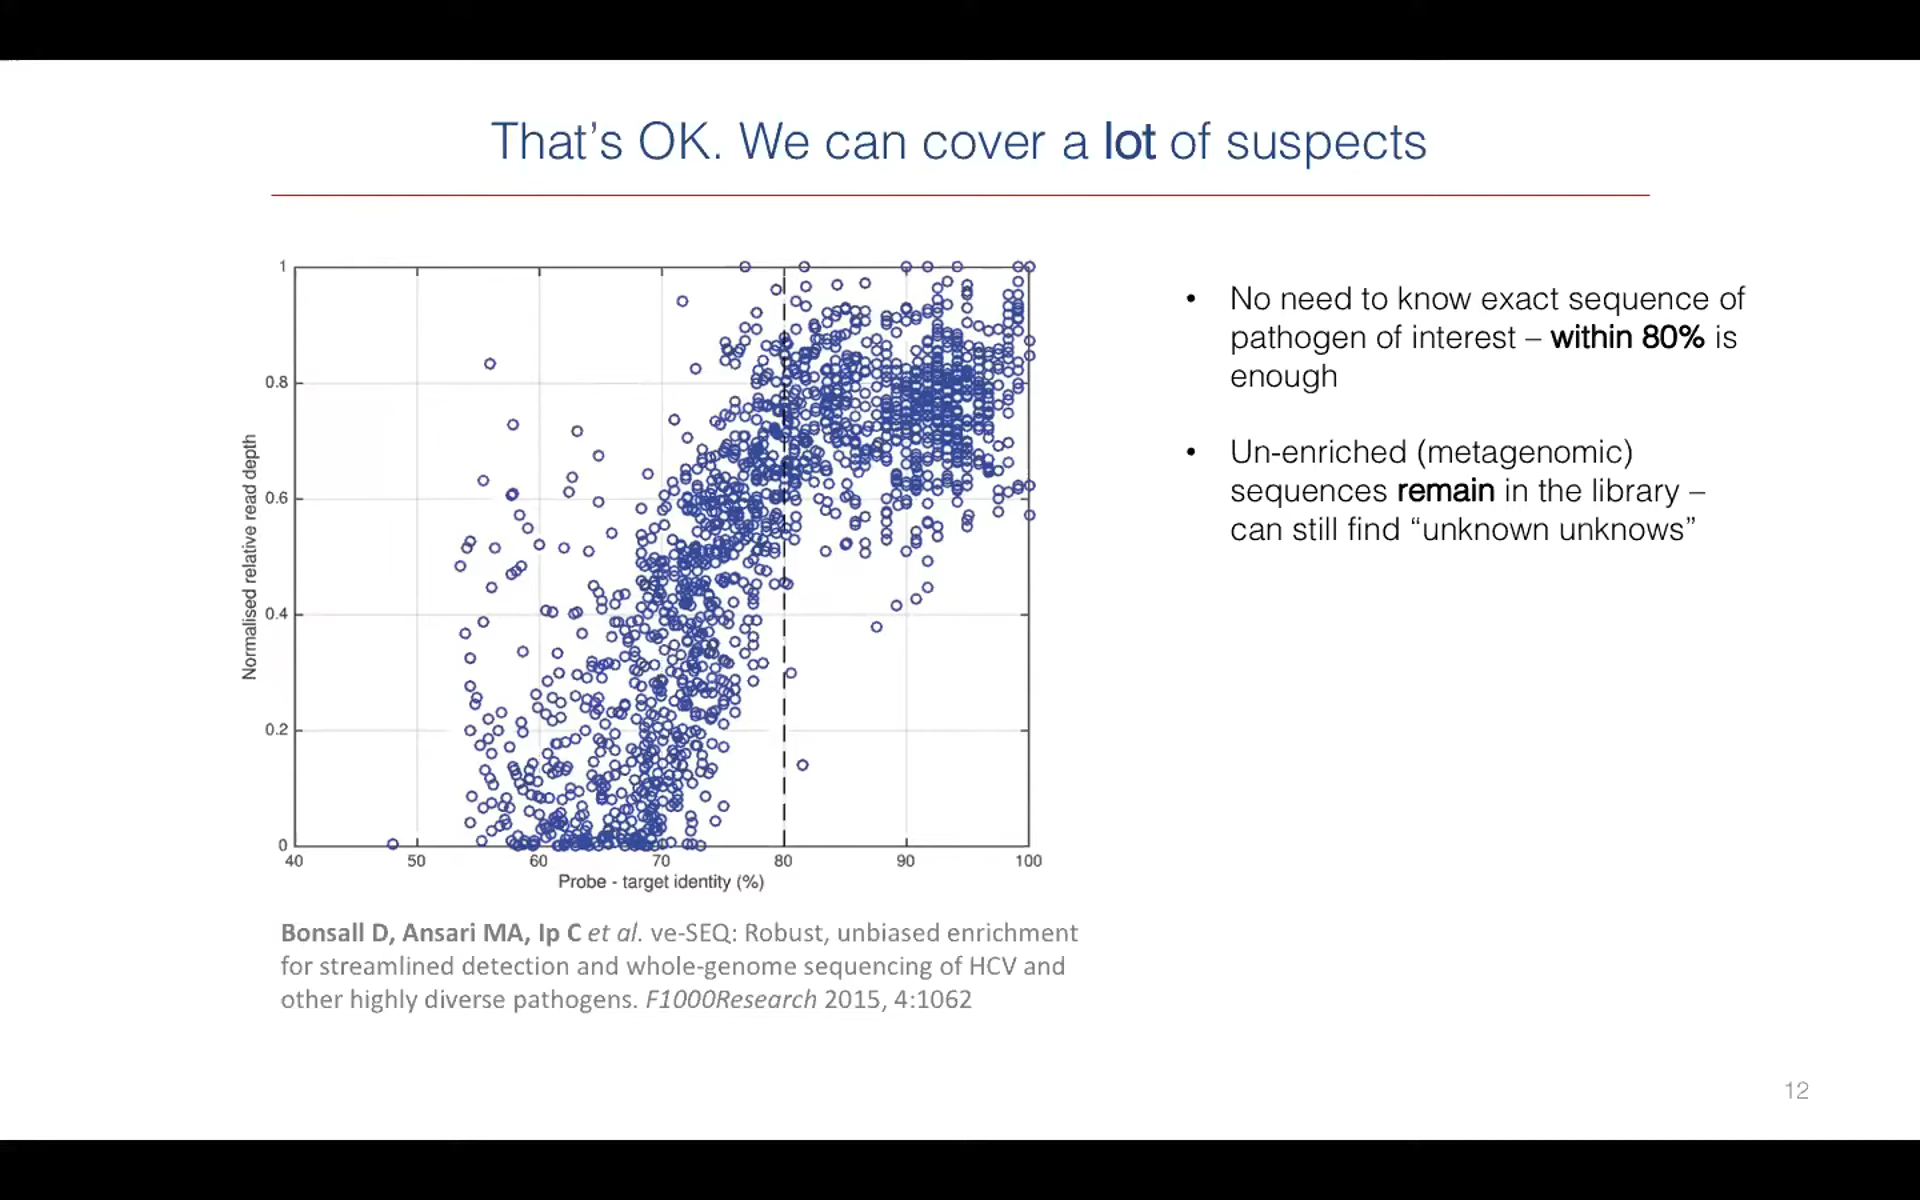 That's OK. We can cover a lot of suspects
1
0.8
0.6
0.4
0.2
0
Normalised relative read depth
40 50 60 70 80 90 100
Probe - target identity (%)
• No need to know exact sequence of
pathogen of interest – within 80% is
enough
• Un-enriched (metagenomic)
sequences remain in the library –
can still find “unknown unknows”
Bonsall D, Ansari MA, Ip C et al. ve-SEQ: Robust, unbiased enrichment
for streamlined detection and whole-genome sequencing of HCV and
other highly diverse pathogens. F1000Research 2015, 4:1062
12